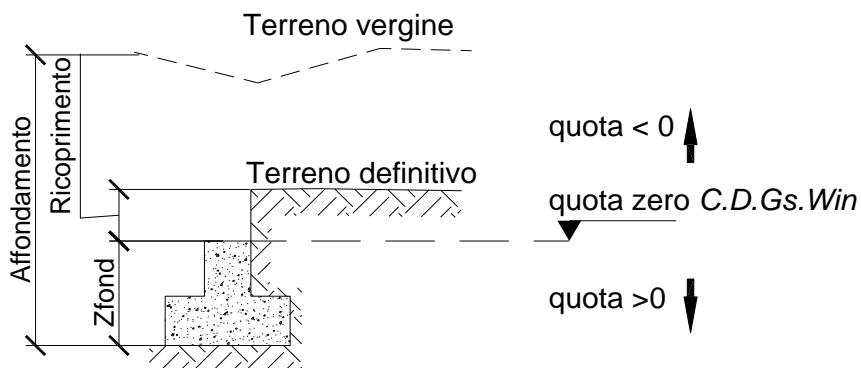 Terreno vergine
Affondamento
Ricoprimento
quota < 0
Terreno definitivo
quota zero C.D.Gs.Win
Zfond
quota >0